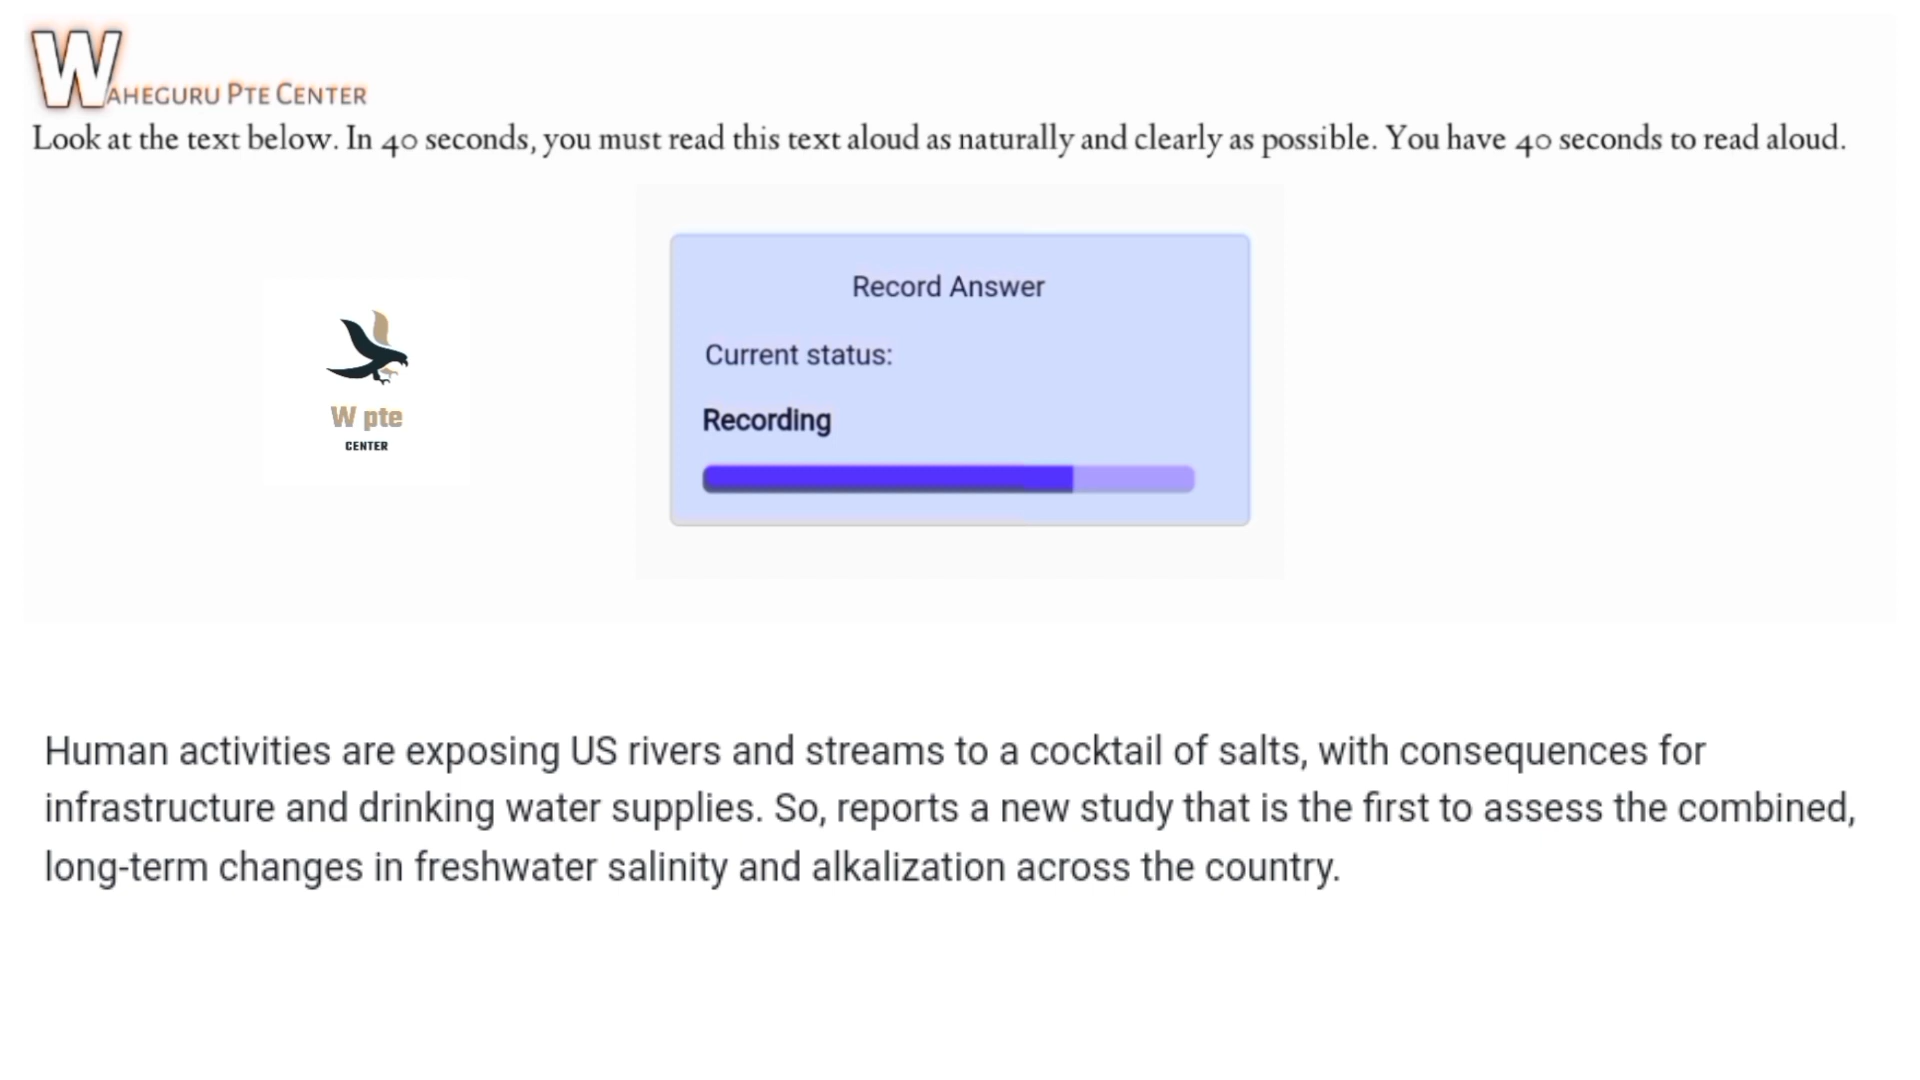 WAHEGURU PTE CENTER
Look at the text below. In 40 seconds, you must read this text aloud as naturally and clearly as possible. You have 40 seconds to read aloud.
Record Answer
Current status:
Recording
W pte
CENTER
Human activities are exposing US rivers and streams to a cocktail of salts, with consequences for
infrastructure and drinking water supplies. So, reports a new study that is the first to assess the combined,
long-term changes in freshwater salinity and alkalization across the country.